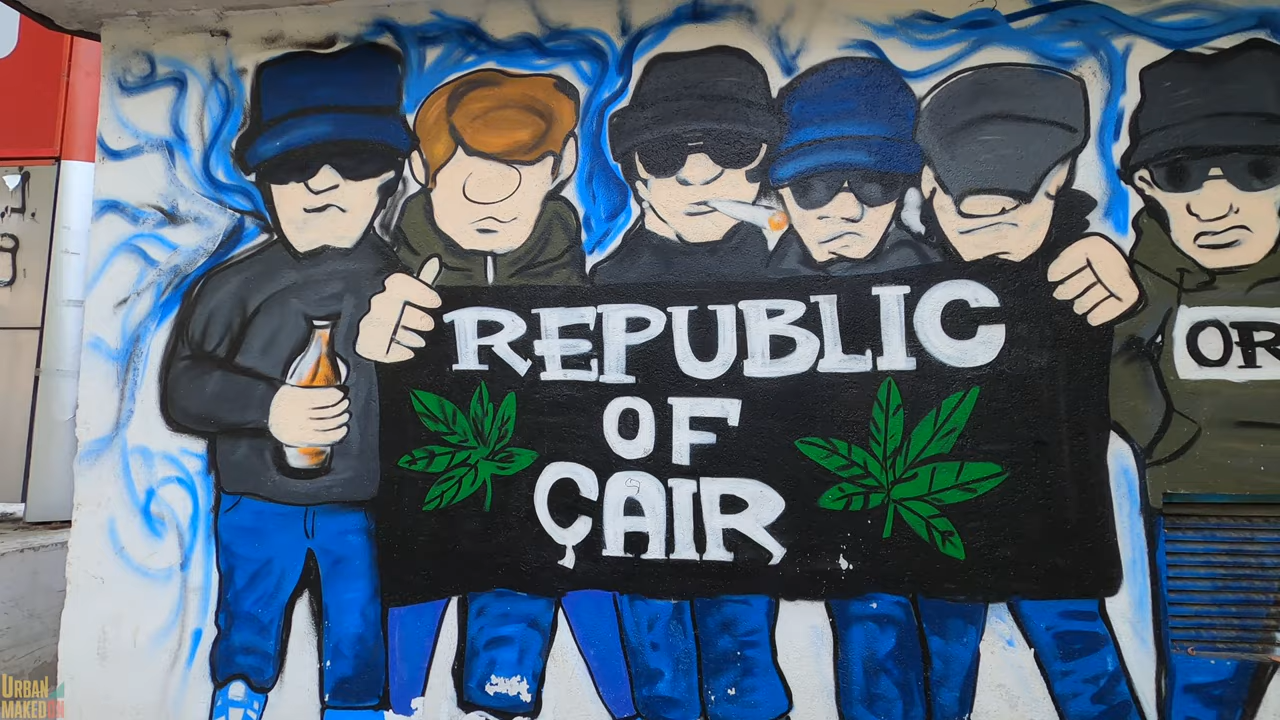 REPUBLIC
OF
ÇAIR
OR
URBAN
MAKEDON